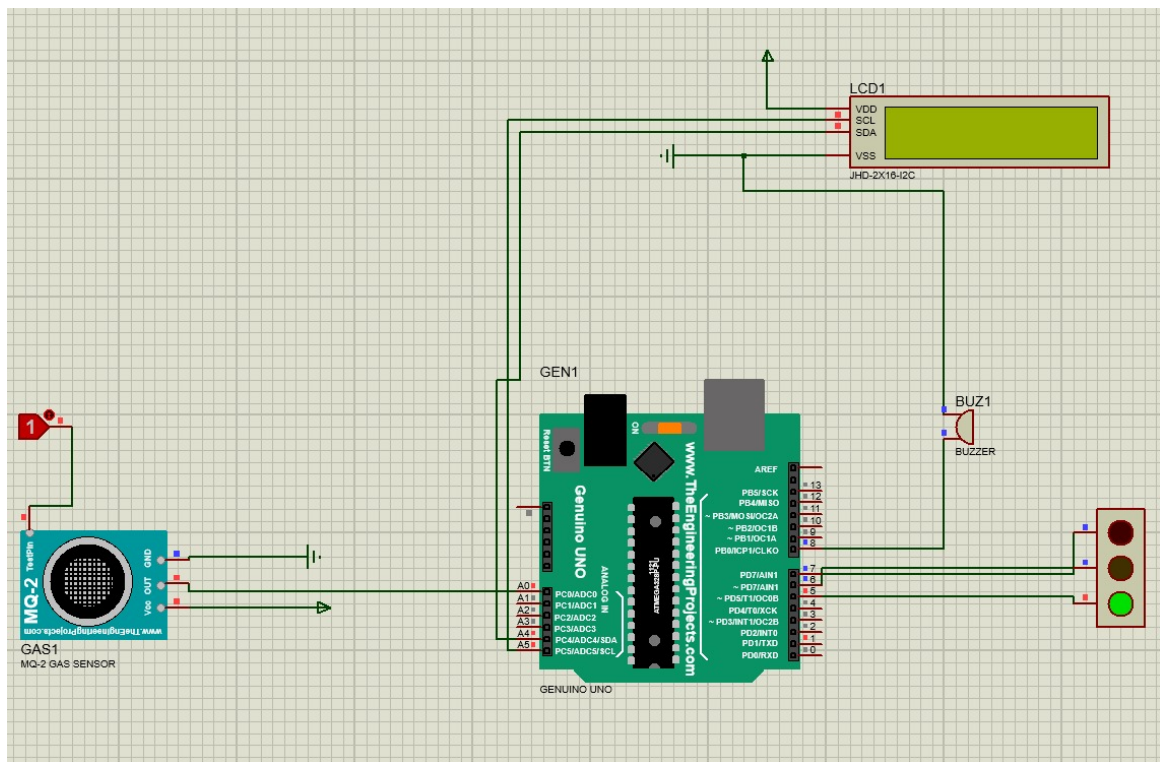 LCD1
VDD
SCL
SDA
VSS
JHD-2X16-I2C
GEN1
BUZ1
BUZZER
1
TestPin
MQ-2
GND
OUT
Vcc
www.TheEngineeringProjects.com
GAS1
MQ-2 GAS SENSOR
Reset BTN
ON
Genuino UNO
www.TheEngineeringProjects.com
ANALOG IN
ATMEGA328P-PU
1121
A0
A1
A2
A3
A4
A5
PC0/ADC0
PC1/ADC1
PC2/ADC2
PC3/ADC3
PC4/ADC4/SDA
PC5/ADC5/SCL
AREF
PB5/SCK 13
PB4/MISO 12
~ PB3/MOSI/OC2A 11
~ PB2/OC1B 10
~ PB1/OC1A 9
PB0/ICP1/CLKO 8
PD7/AIN1 7
~ PD7/AIN1 6
~ PD5/T1/OC0B 5
PD4/T0/XCK 4
~ PD3/INT1/OC2B 3
PD2/INT0 2
PD1/TXD 1
PD0/RXD 0
GENUINO UNO